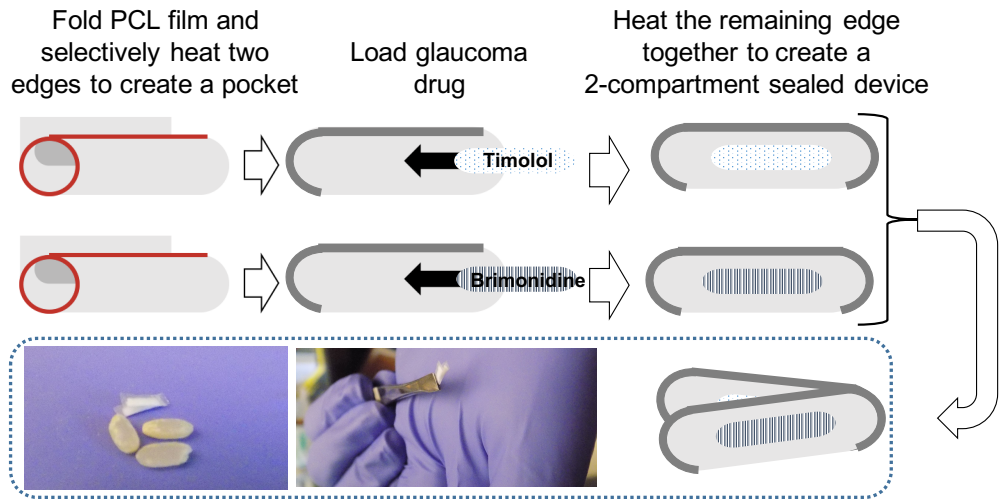 Fold PCL film and
selectively heat two
edges to create a pocket
Load glaucoma
drug
Heat the remaining edge
together to create a
2-compartment sealed device
Timolol
Brimonidine